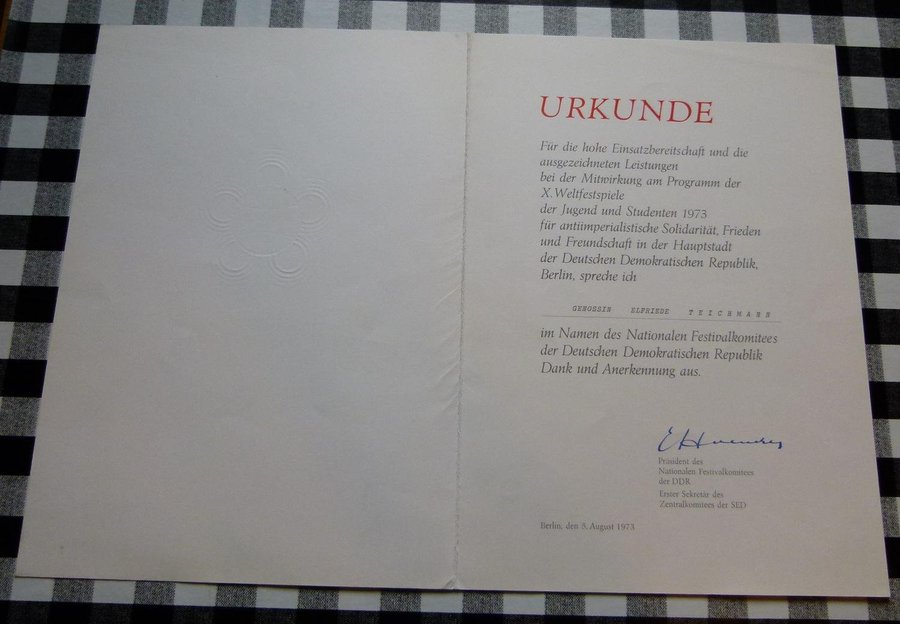 URKUNDE
Für die hohe Einsatzbereitschaft und die
ausgezeichneten Leistungen
bei der Mitwirkung am Programm der
X. Weltfestspiele
der Jugend und Studenten 1973
für antiimperialistische Solidarität, Frieden
und Freundschaft in der Hauptstadt
der Deutschen Demokratischen Republik,
Berlin, spreche ich
GENOSSIN ELFRIEDE TEICHMANN
im Namen des Nationalen Festivalkomitees
der Deutschen Demokratischen Republik
Dank und Anerkennung aus.
Präsident des
Nationalen Festivalkomitees
der DDR
Erster Sekretär des
Zentralkomitees der SED
Berlin, den 5. August 1973